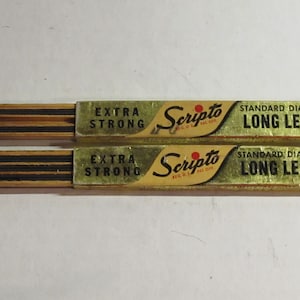 EXTRA
STRONG
Scripto
STANDARD DIA
LONG LE
EXTRA
STRONG
Scripto
STANDARD DIA
LONG LE